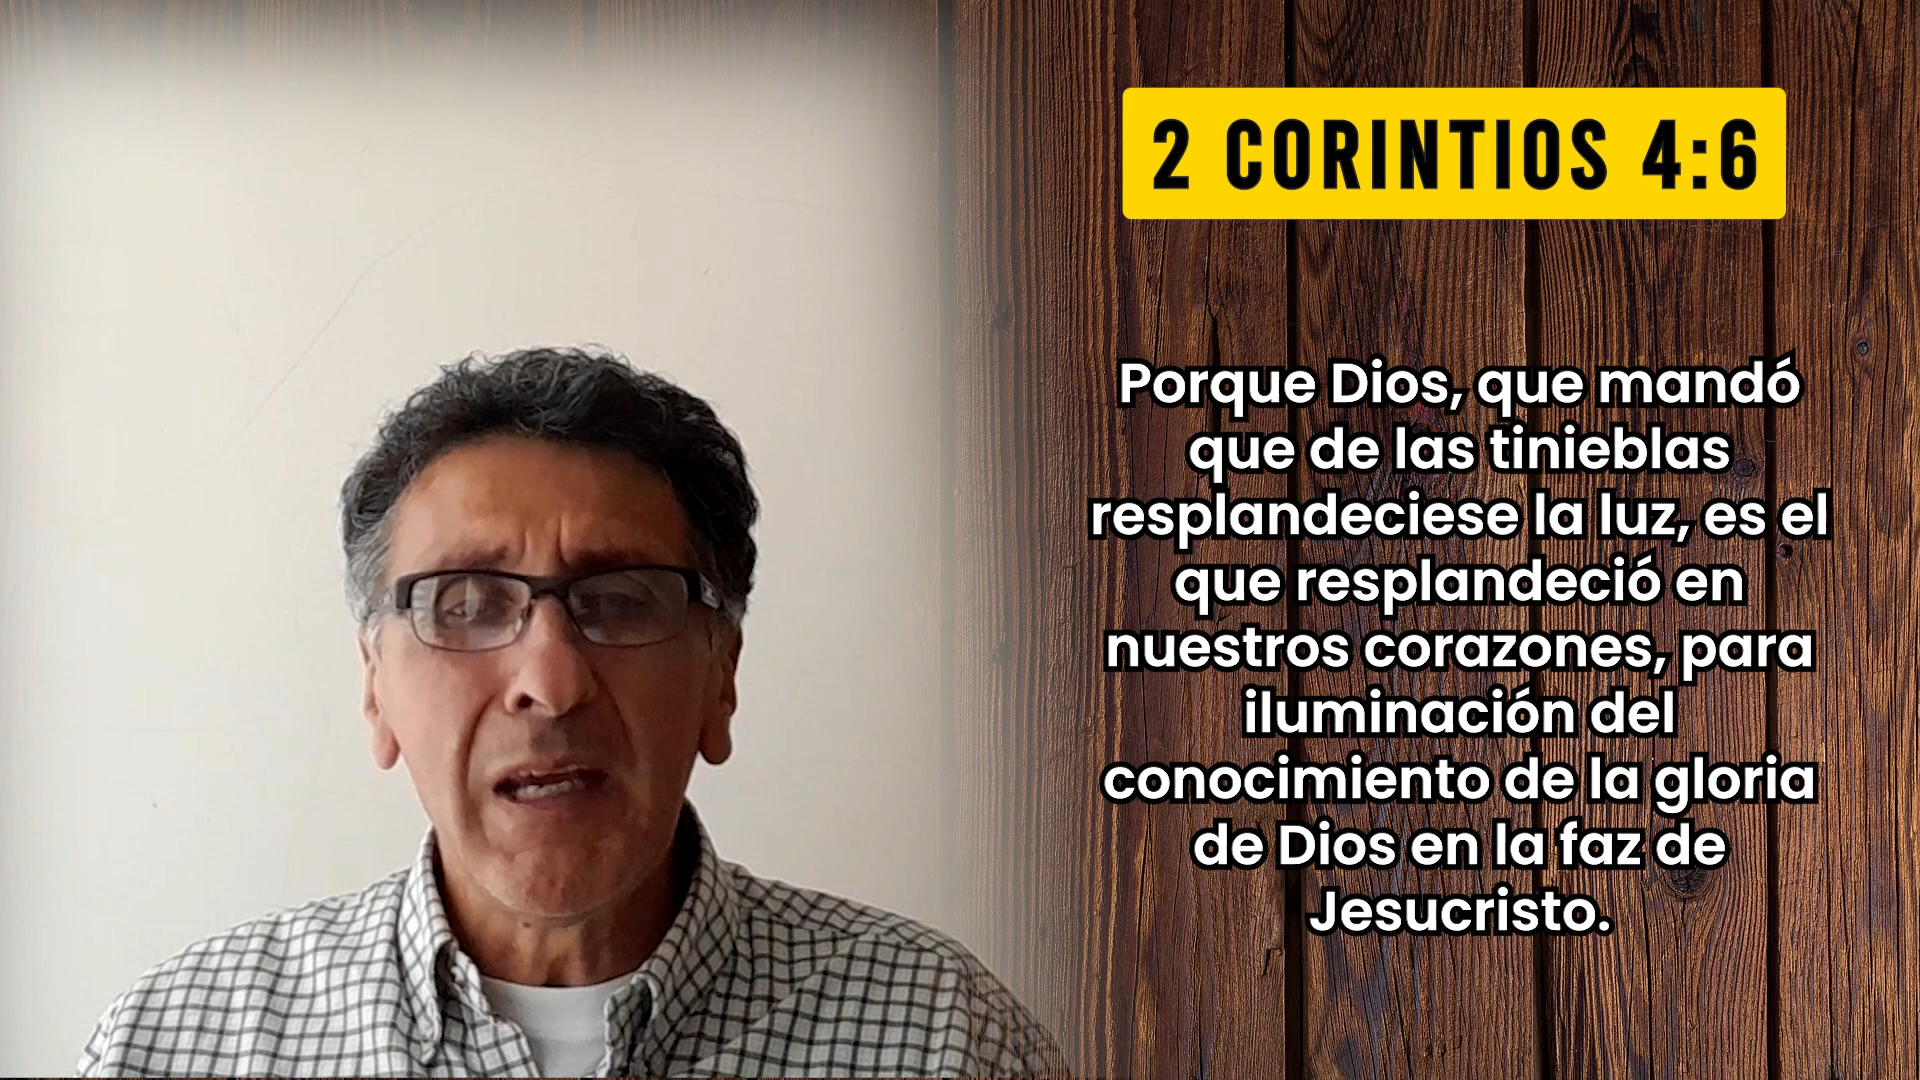 2 CORINTIOS 4:6
Porque Dios, que mandó
que de las tinieblas
resplandeciese la luz, es el
que resplandeció en
nuestros corazones, para
iluminación del
conocimiento de la gloria
de Dios en la faz de
Jesucristo.